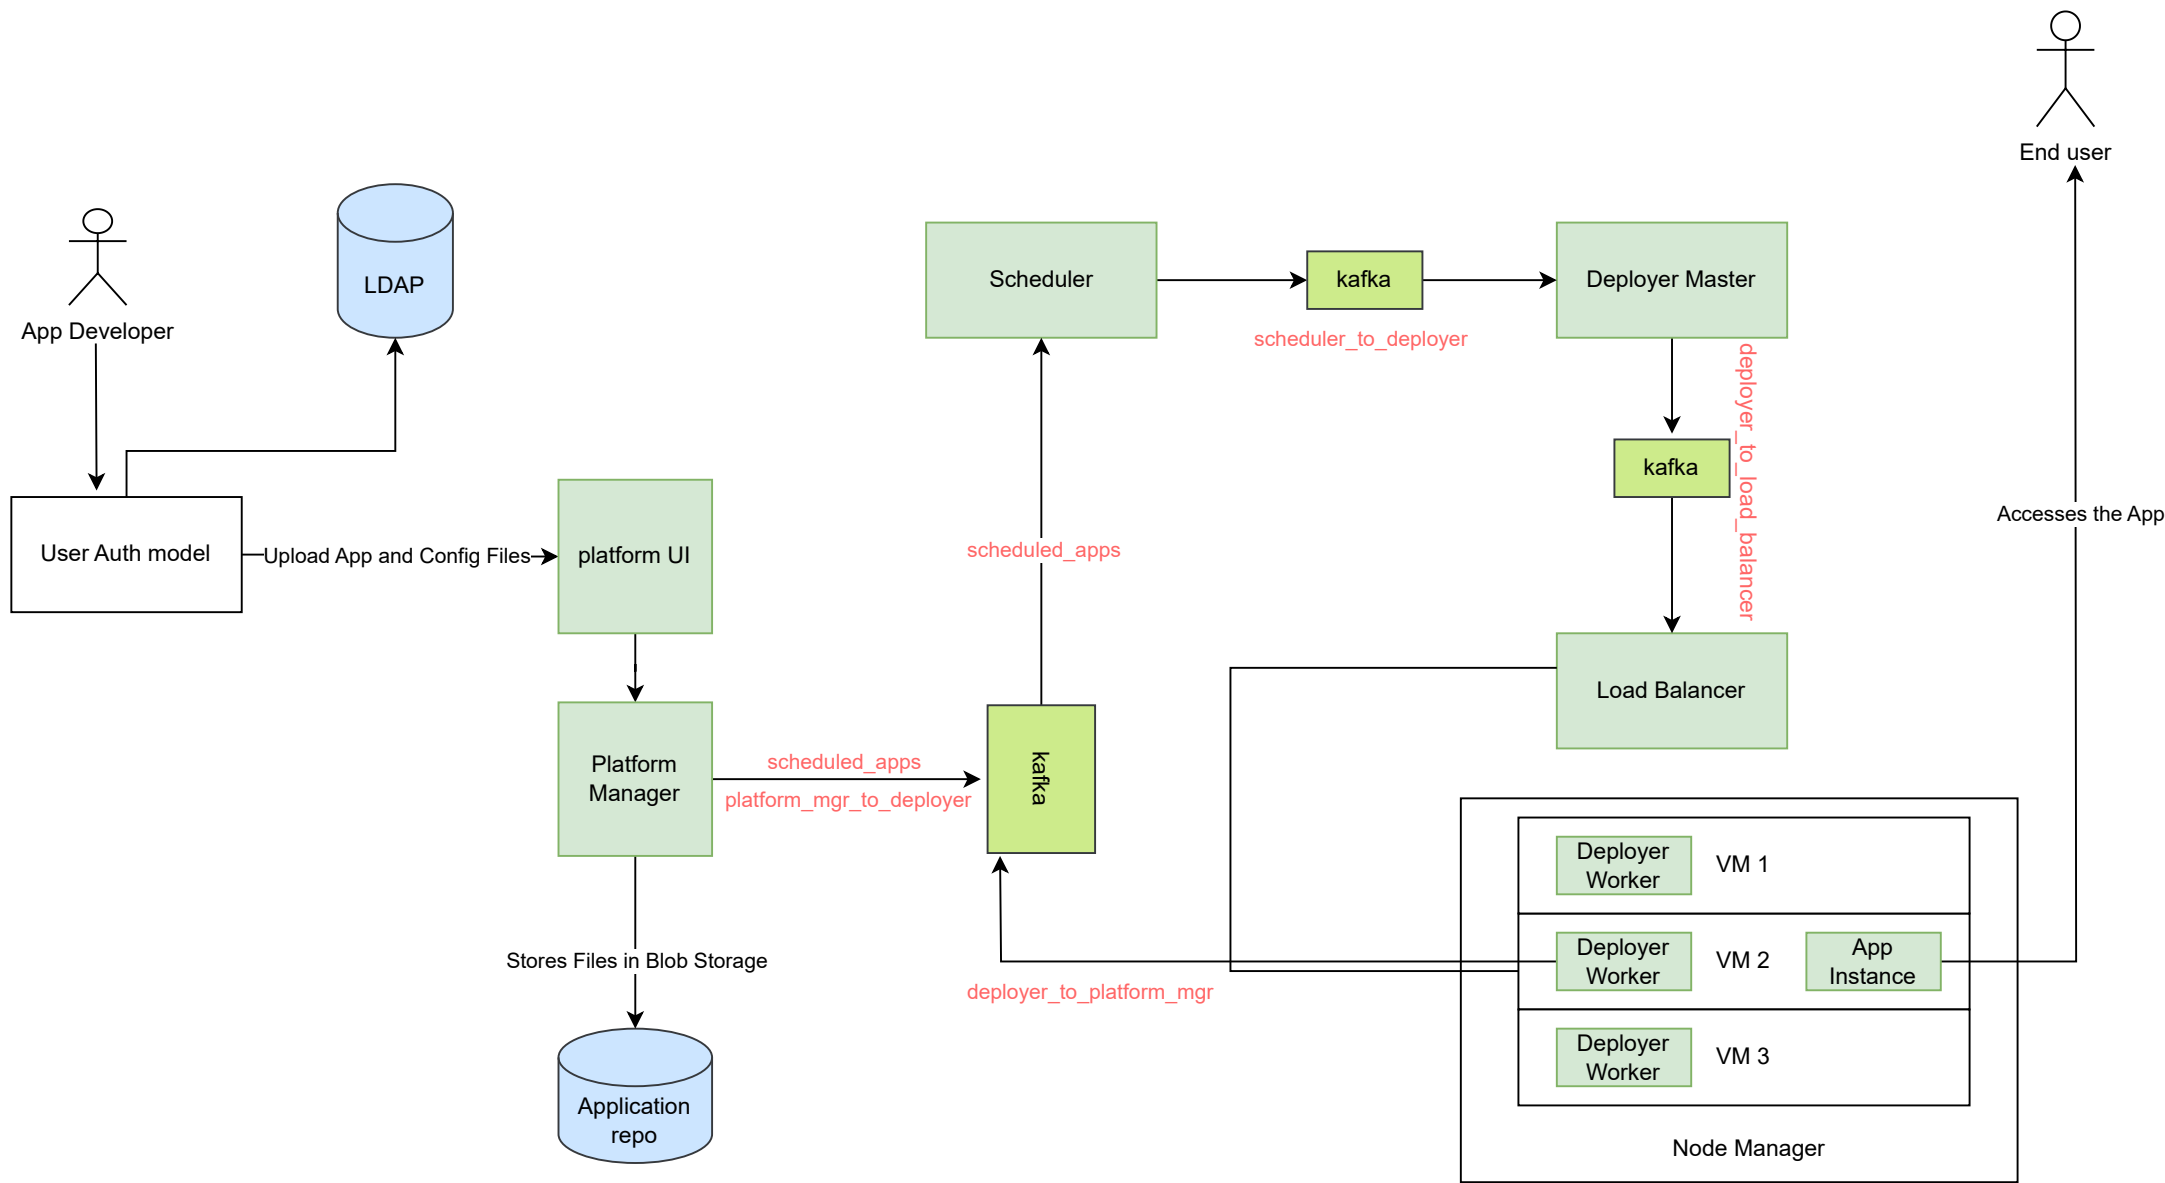 End user
App Developer
LDAP
Scheduler
kafka
Deployer Master
scheduler_to_deployer
deployer_to_load_balancer
kafka
User Auth model
Upload App and Config Files
platform UI
scheduled_apps
Accesses the App
Load Balancer
Platform
Manager
scheduled_apps
platform_mgr_to_deployer
kafka
Deployer
Worker
VM 1
Stores Files in Blob Storage
deployer_to_platform_mgr
Deployer
Worker
VM 2
App
Instance
Deployer
Worker
VM 3
Application
repo
Node Manager